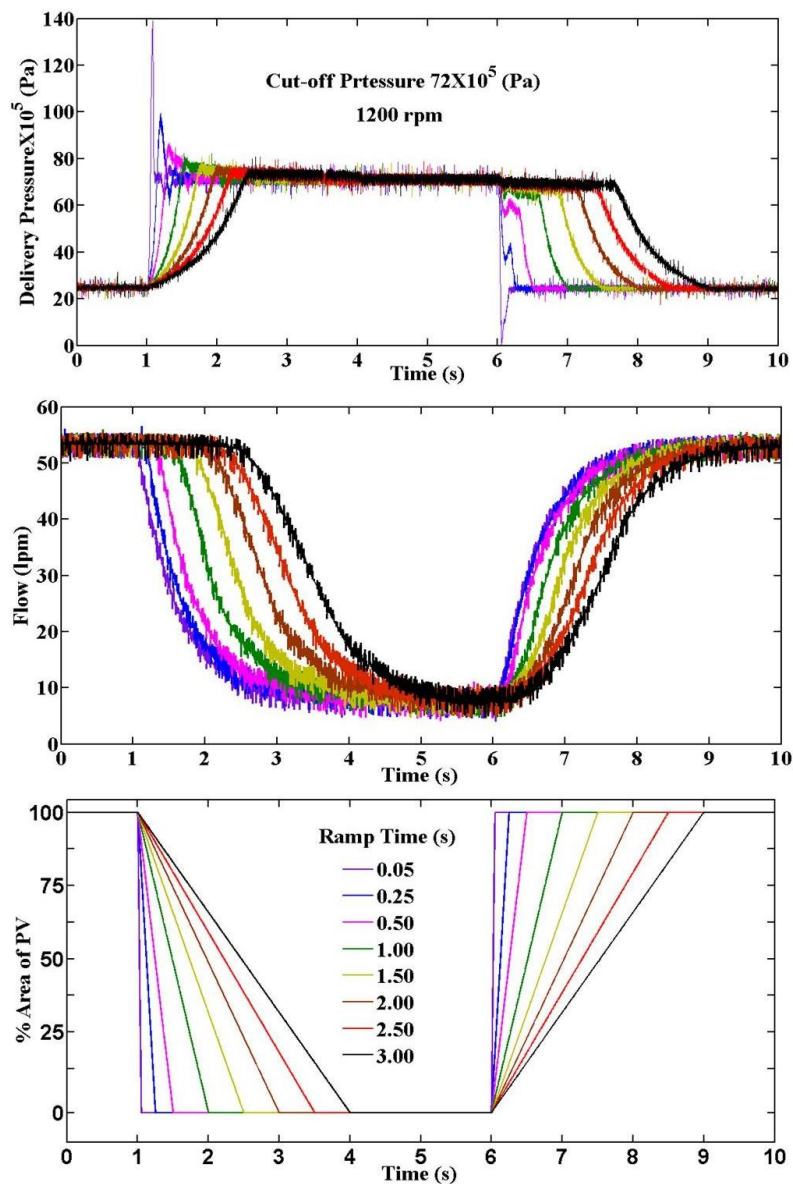 140
120
100
80
60
40
20
0
Delivery PressureX10⁵ (Pa)
Cut-off Prtessure 72X10⁵ (Pa)
1200 rpm
0 1 2 3 4 5 6 7 8 9 10
Time (s)
60
50
40
30
20
10
0
Flow (lpm)
0 1 2 3 4 5 6 7 8 9 10
Time (s)
100
75
50
25
0
% Area of PV
Ramp Time (s)
0.05
0.25
0.50
1.00
1.50
2.00
2.50
3.00
0 1 2 3 4 5 6 7 8 9 10
Time (s)